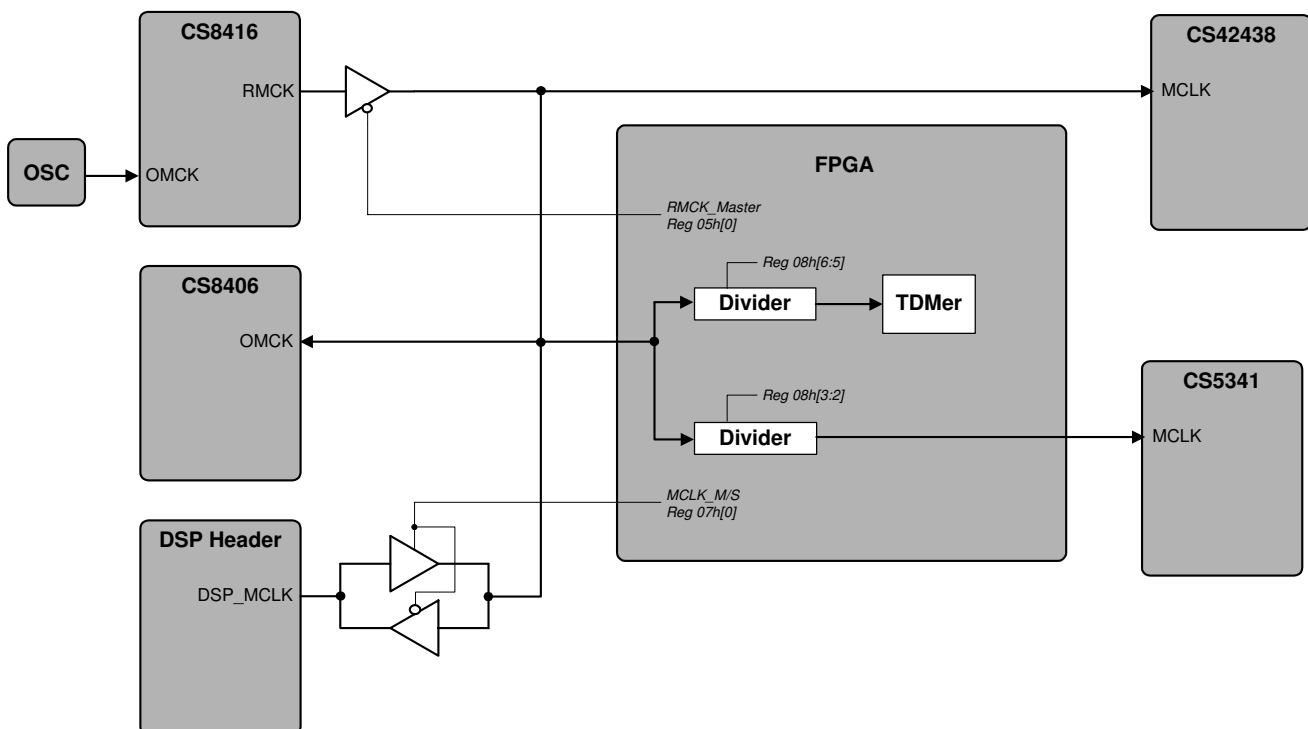 CS8416
RMCK
OMCK
OSC
CS42438
MCLK
FPGA
RMCK_Master
Reg 05h[0]
Reg 08h[6:5]
Divider
TDMer
Reg 08h[3:2]
Divider
MCLK_M/S
Reg 07h[0]
CS8406
OMCK
CS5341
MCLK
DSP Header
DSP_MCLK